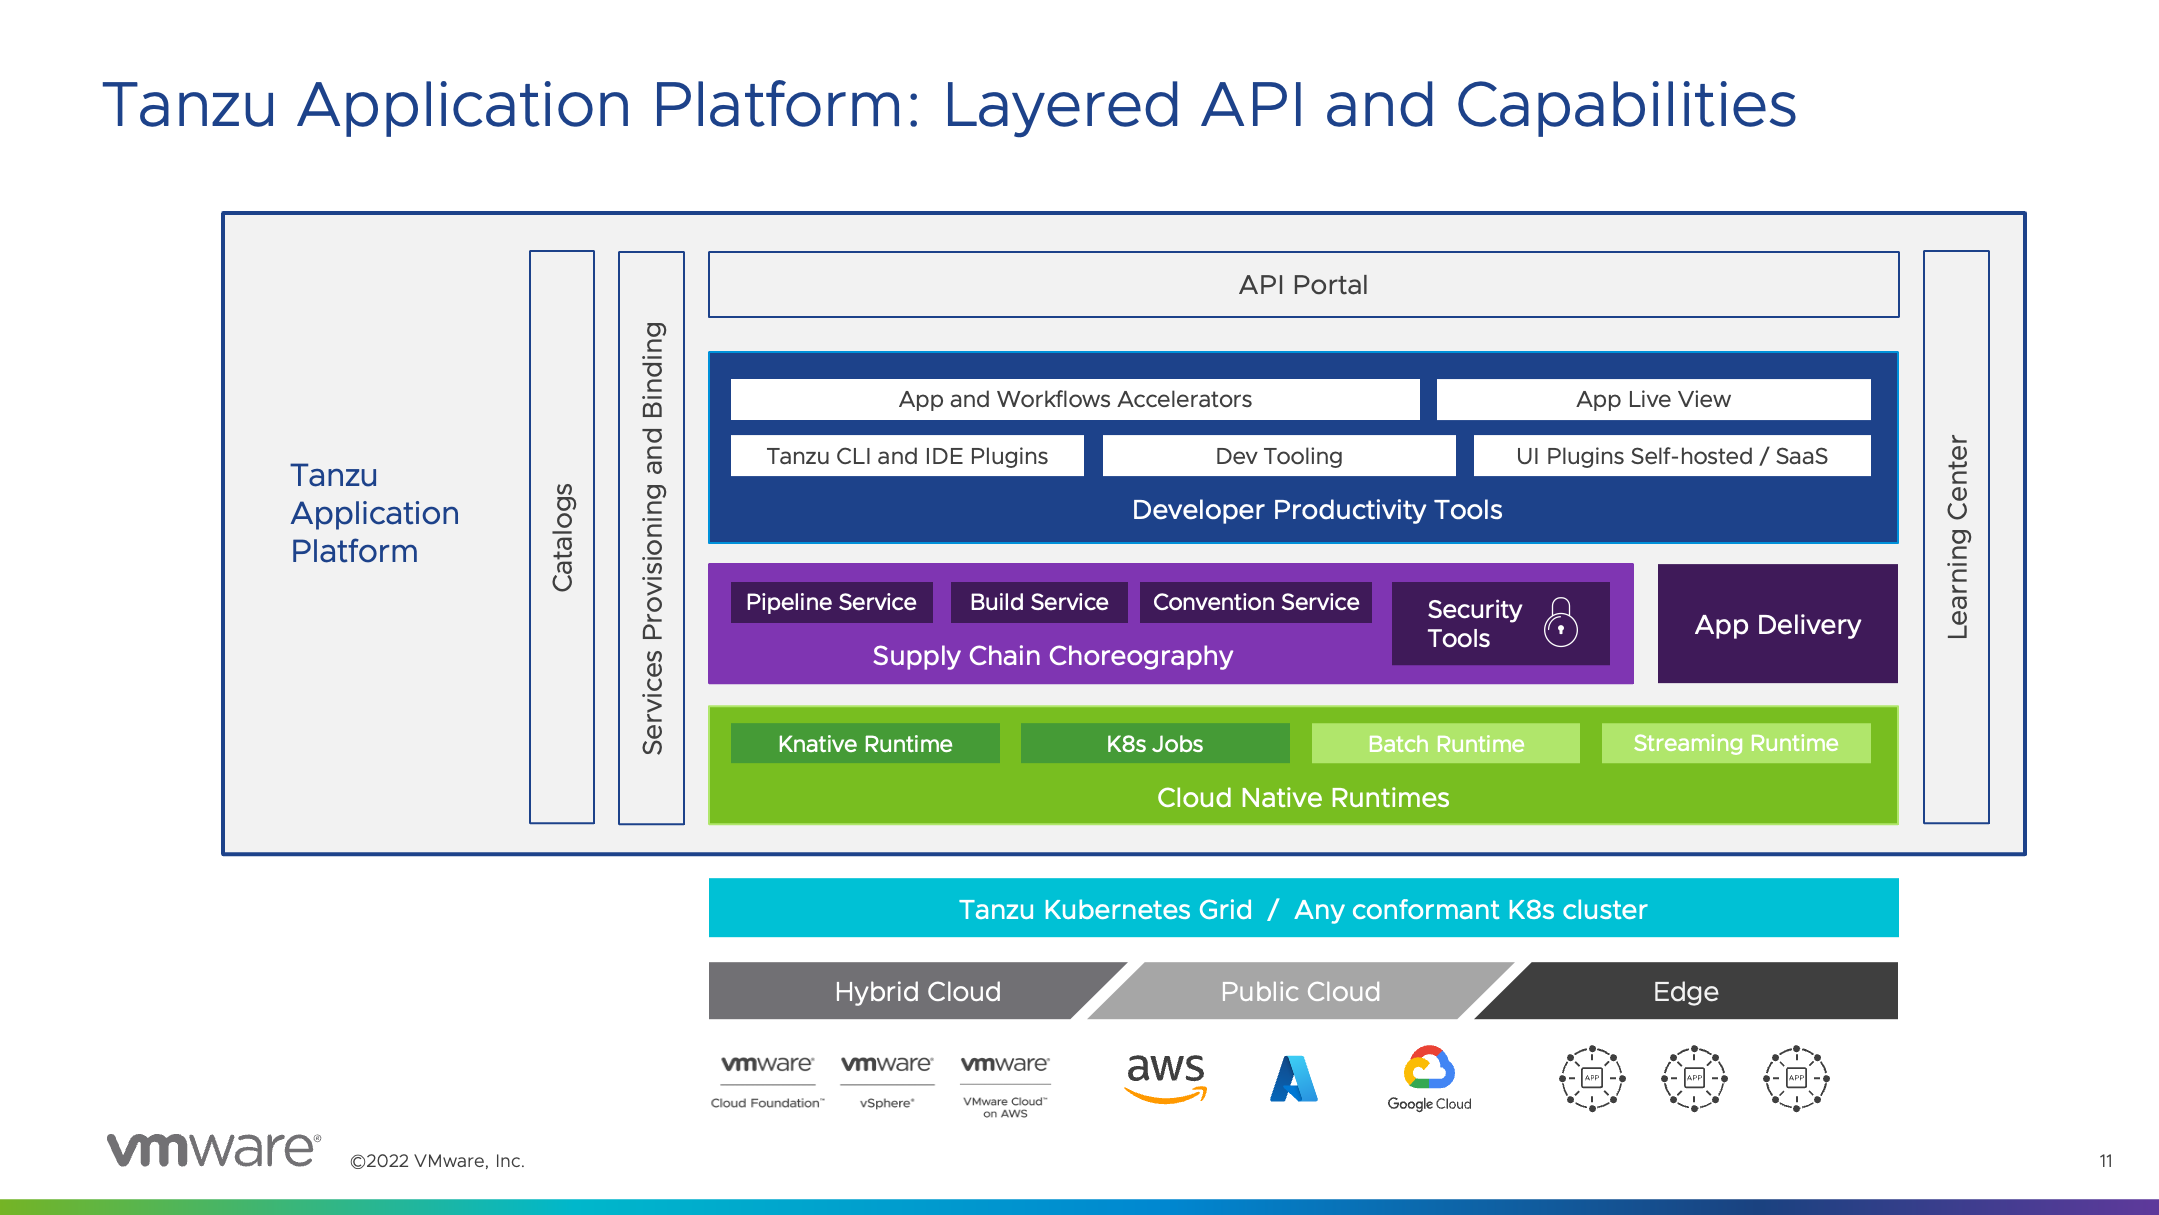 Tanzu Application Platform: Layered API and Capabilities
Tanzu
Application
Platform
Catalogs
Services Provisioning and Binding
API Portal
App and Workflows Accelerators
App Live View
Tanzu CLI and IDE Plugins
Dev Tooling
UI Plugins Self-hosted / SaaS
Developer Productivity Tools
Pipeline Service
Build Service
Convention Service
Security
Tools
Supply Chain Choreography
App Delivery
Knative Runtime
K8s Jobs
Batch Runtime
Streaming Runtime
Cloud Native Runtimes
Learning Center
Tanzu Kubernetes Grid / Any conformant K8s cluster
Hybrid Cloud
Public Cloud
Edge
vmware®
Cloud Foundation™
vmware®
vSphere®
vmware®
VMware Cloud™
on AWS
aws
Google Cloud
APP
APP
APP
vmware®
©2022 VMware, Inc.
11